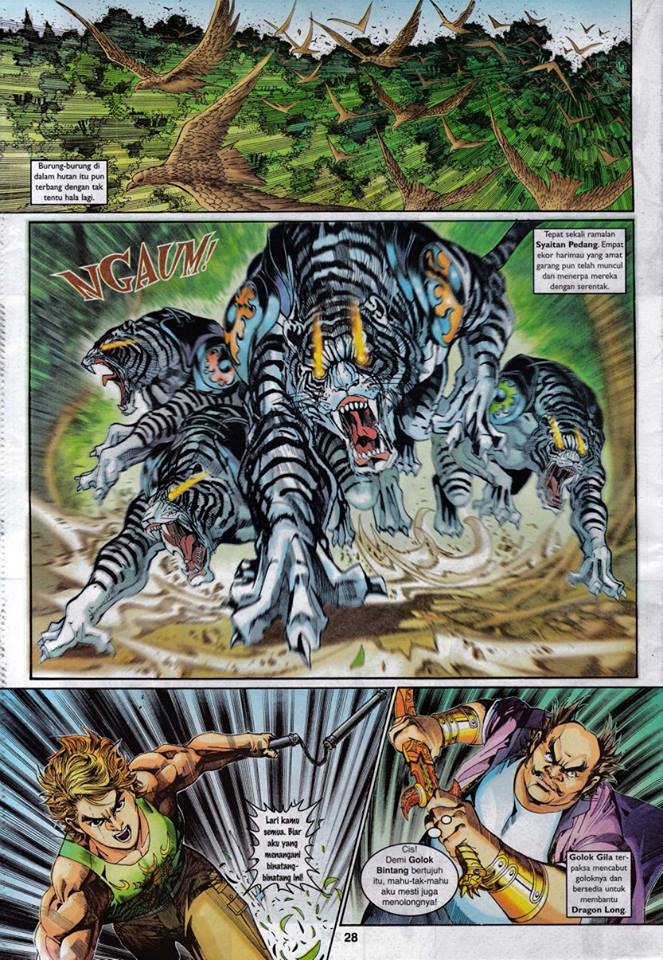 Burung-burung di
dalam hutan itu pun
terbang dengan tak
tentu hala lagi.
NGAUM!
Tepat sekali ramalan
Syaitan Pedang. Empat
ekor harimau yang amat
garang pun telah muncul
dan menerpa mereka
dengan serentak.
Lari kamu
semua. Biar
aku yang
menangani
binatang-
binatang ini!
Cis!
Demi Golok
Bintang bertujuh
itu, mahu-tak-mahu
aku mesti juga
menolongnya!
Golok Gila ter-
paksa mencabut
goloknya dan
bersedia untuk
membantu
Dragon Long.
28